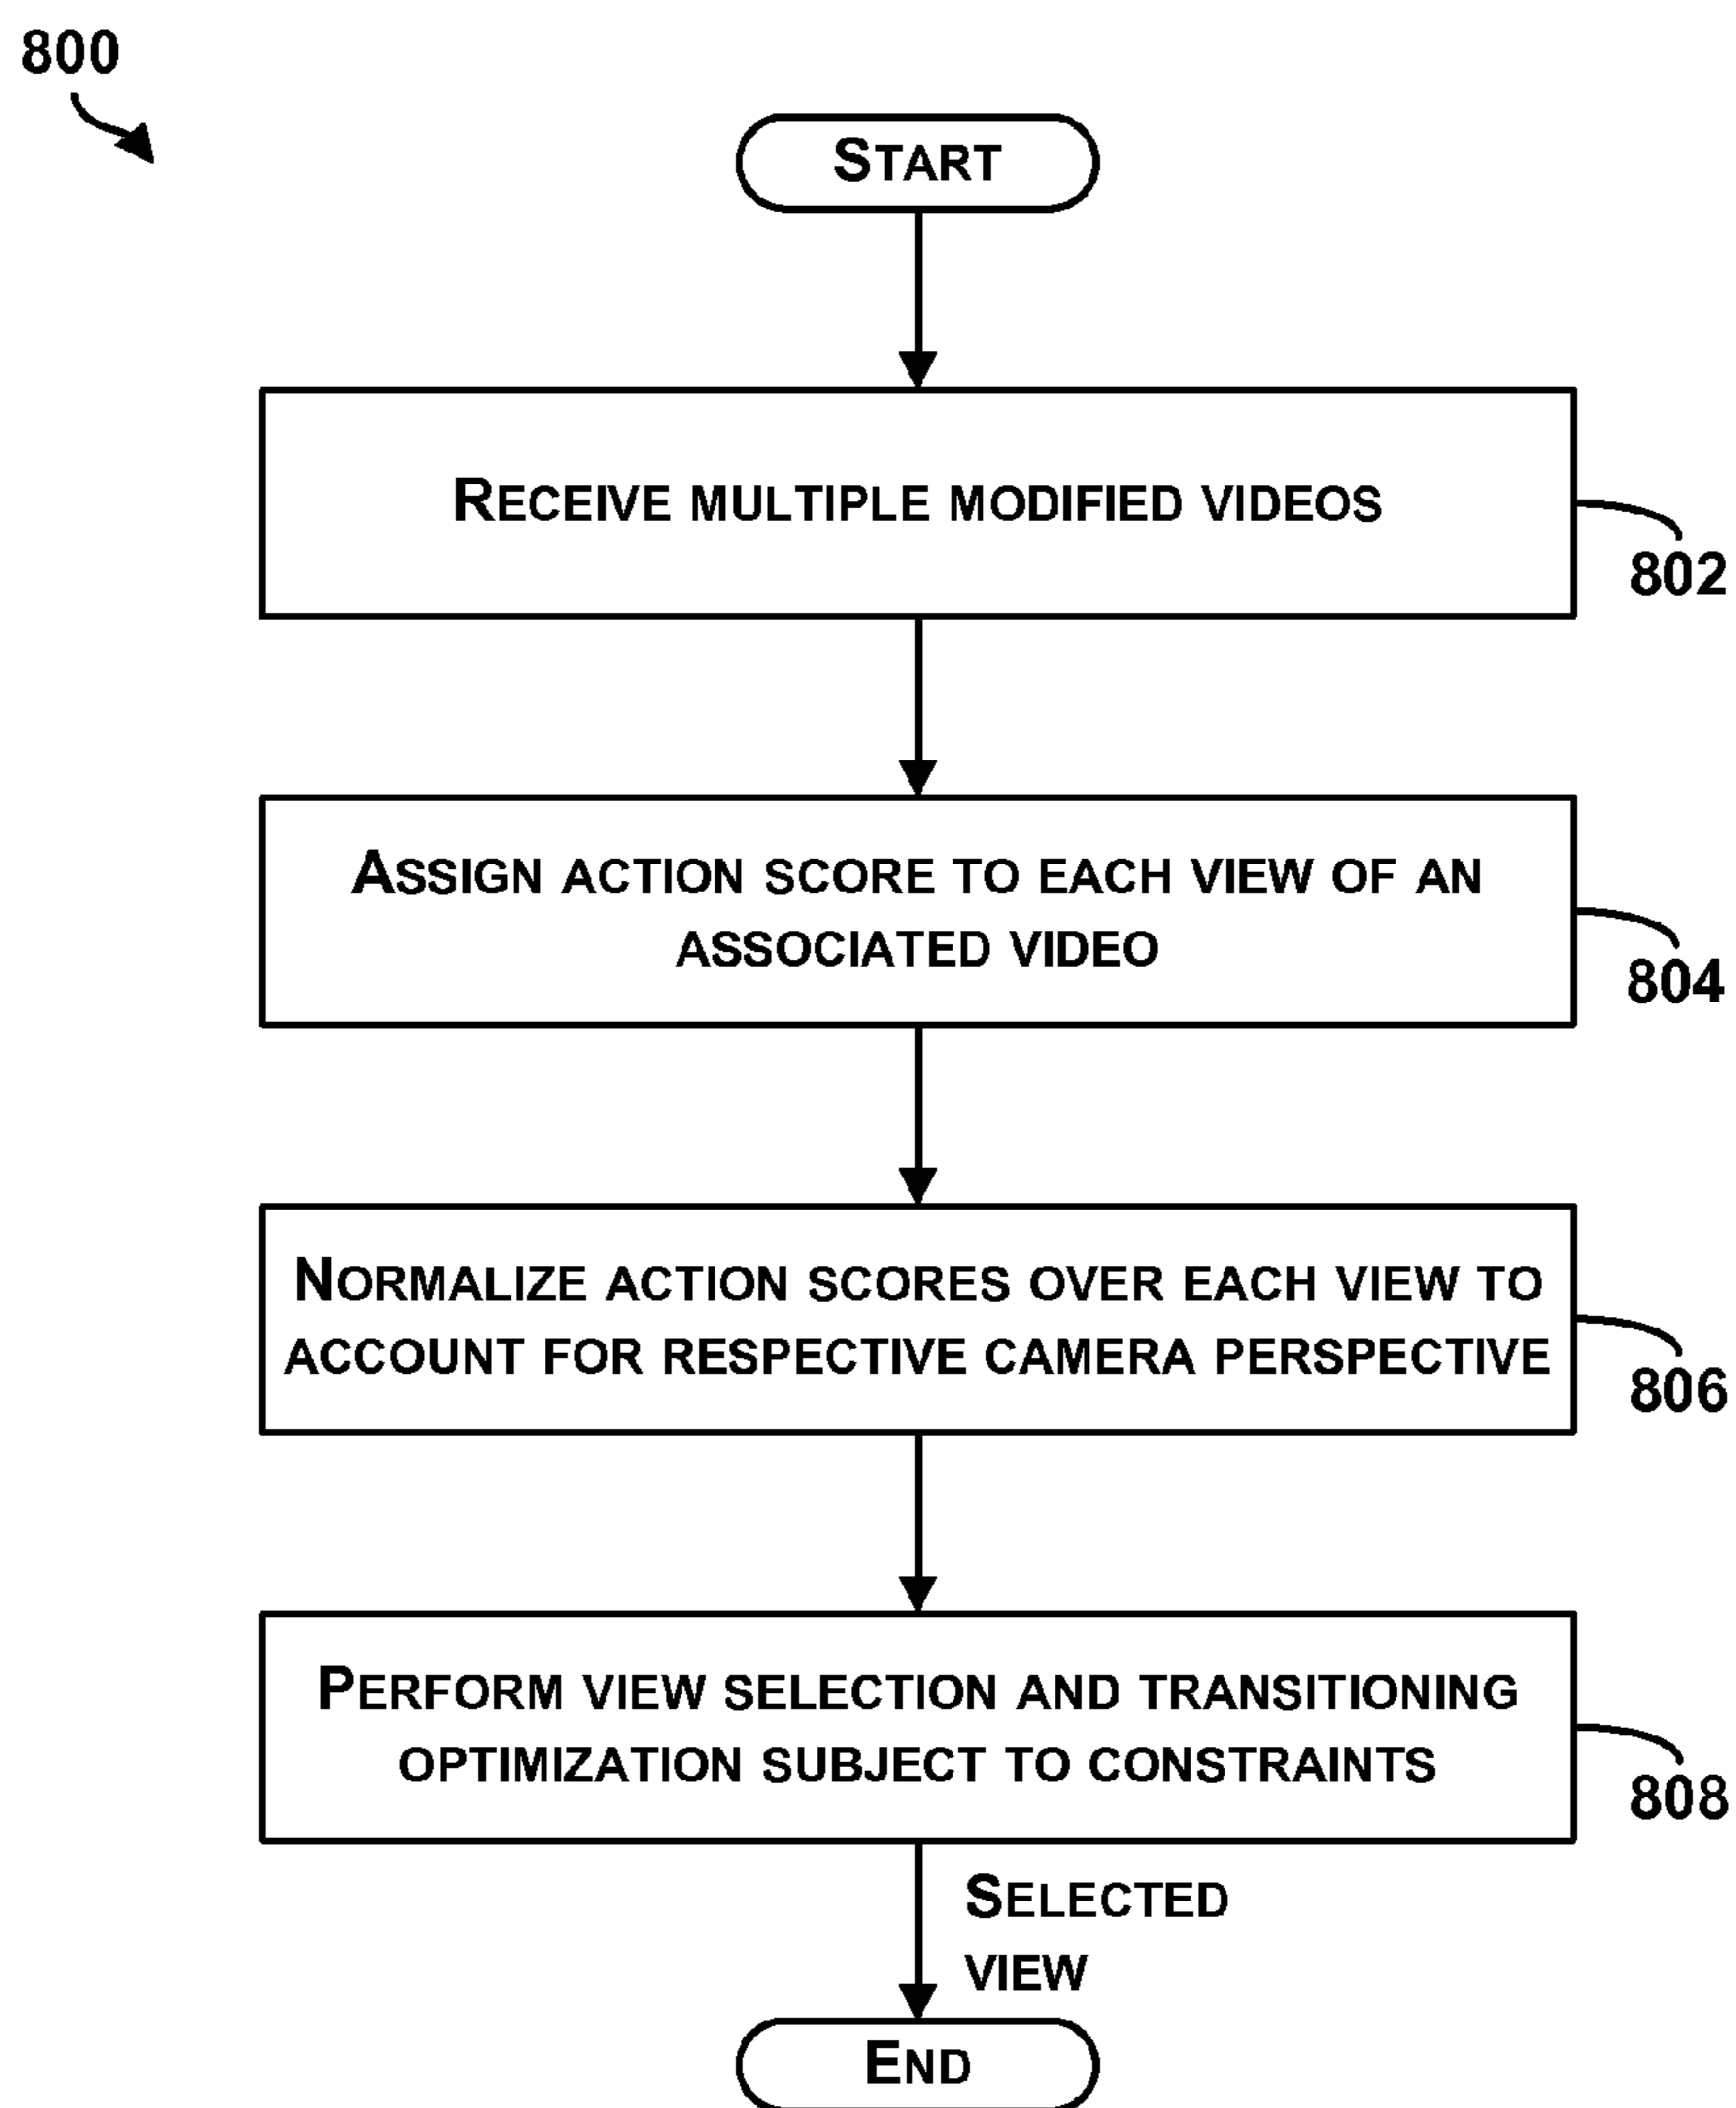 800
START
RECEIVE MULTIPLE MODIFIED VIDEOS
802
ASSIGN ACTION SCORE TO EACH VIEW OF AN
ASSOCIATED VIDEO
804
NORMALIZE ACTION SCORES OVER EACH VIEW TO
ACCOUNT FOR RESPECTIVE CAMERA PERSPECTIVE
806
PERFORM VIEW SELECTION AND TRANSITIONING
OPTIMIZATION SUBJECT TO CONSTRAINTS
808
SELECTED
VIEW
END